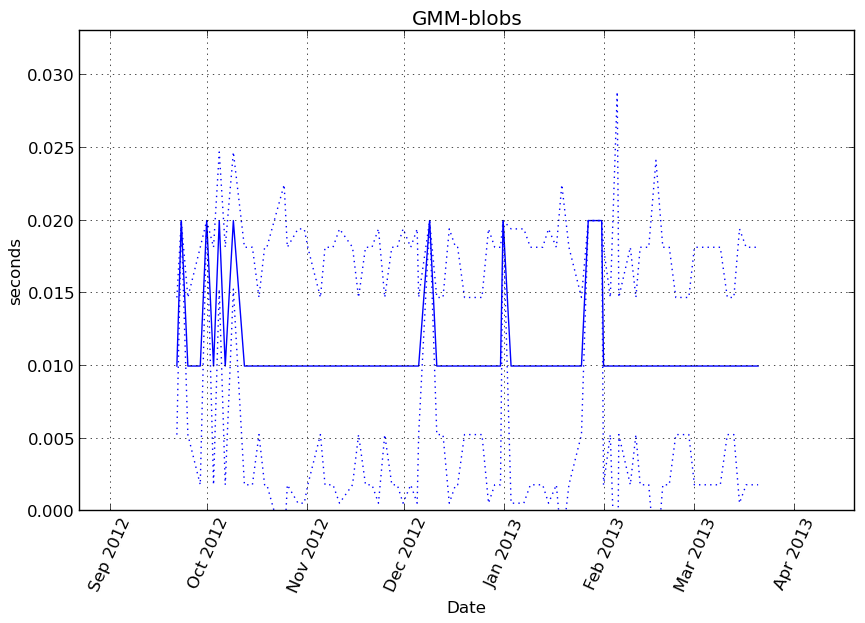 GMM-blobs
0.030
0.025
0.020
0.015
0.010
0.005
0.000
seconds
Sep 2012
Oct 2012
Nov 2012
Dec 2012
Jan 2013
Feb 2013
Mar 2013
Apr 2013
Date